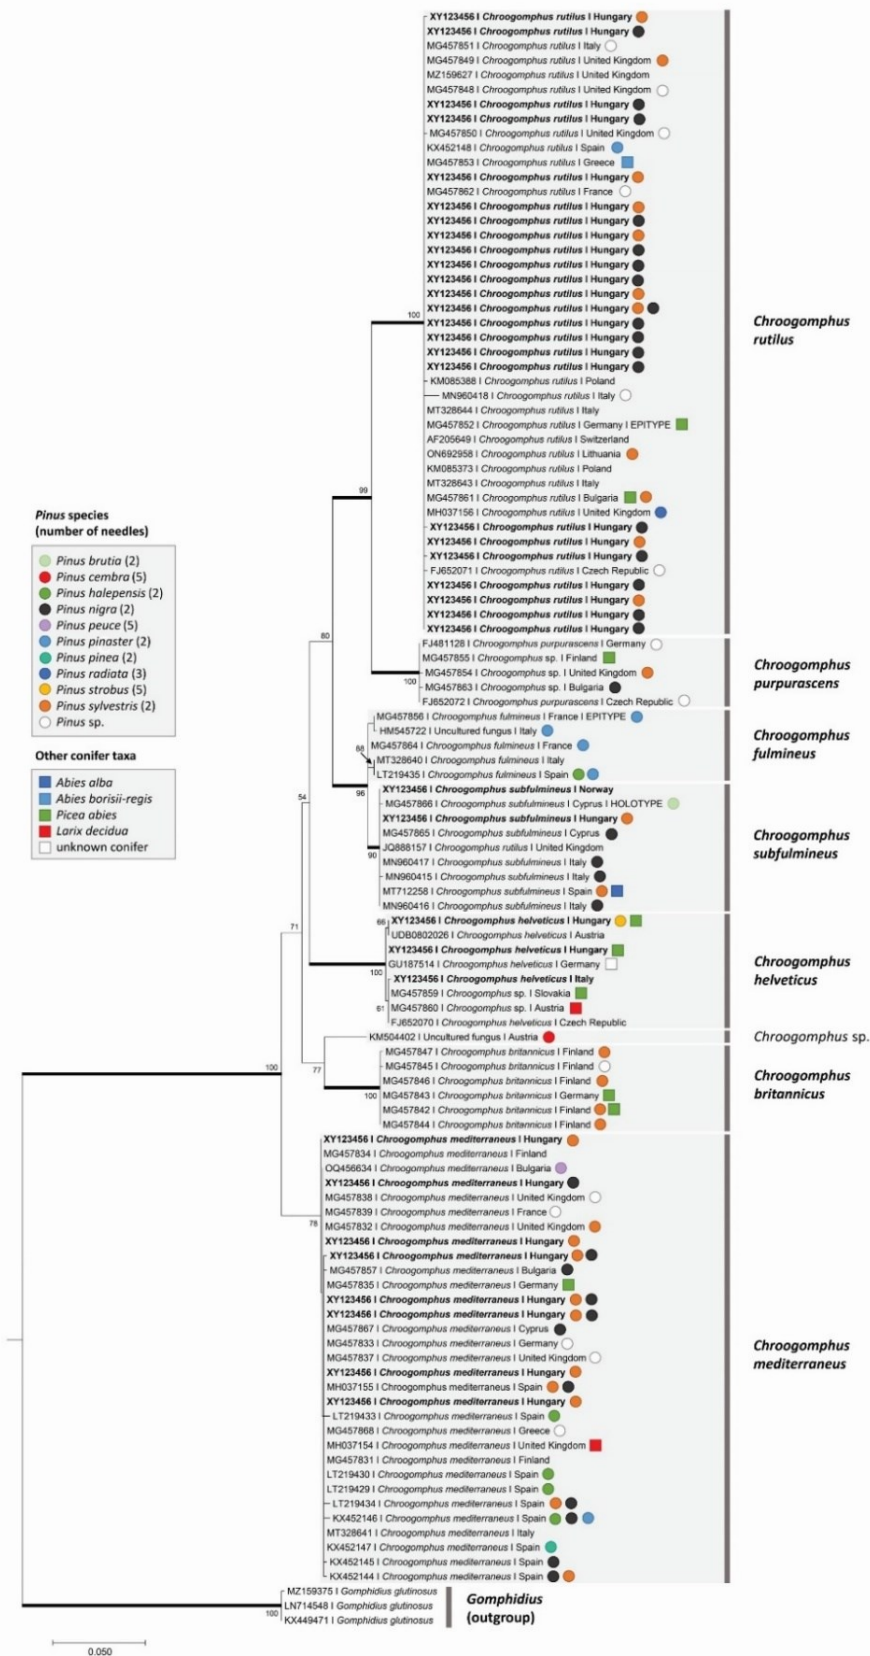 XY123456 I Chroogomphus rutilus I Hungary
XY123456 I Chroogomphus rutilus I Hungary
MG457851 I Chroogomphus rutilus I Italy
MG457849 I Chroogomphus rutilus I United Kingdom
MZ159627 I Chroogomphus rutilus I United Kingdom
MG457848 I Chroogomphus rutilus I United Kingdom
XY123456 I Chroogomphus rutilus I Hungary
XY123456 I Chroogomphus rutilus I Hungary
MG457850 I Chroogomphus rutilus I United Kingdom
KX452148 I Chroogomphus rutilus I Spain
MG457853 I Chroogomphus rutilus I Greece
XY123456 I Chroogomphus rutilus I Hungary
MG457862 I Chroogomphus rutilus I France
XY123456 I Chroogomphus rutilus I Hungary
XY123456 I Chroogomphus rutilus I Hungary
XY123456 I Chroogomphus rutilus I Hungary
XY123456 I Chroogomphus rutilus I Hungary
XY123456 I Chroogomphus rutilus I Hungary
XY123456 I Chroogomphus rutilus I Hungary
XY123456 I Chroogomphus rutilus I Hungary
XY123456 I Chroogomphus rutilus I Hungary
100
XY123456 I Chroogomphus rutilus I Hungary
XY123456 I Chroogomphus rutilus I Hungary
XY123456 I Chroogomphus rutilus I Hungary
XY123456 I Chroogomphus rutilus I Hungary
KM085388 I Chroogomphus rutilus I Poland
MN960418 I Chroogomphus rutilus I Italy
MT328644 I Chroogomphus rutilus I Italy
MG457852 I Chroogomphus rutilus I Germany I EPITYPE
AF205649 I Chroogomphus rutilus I Switzerland
ON692958 I Chroogomphus rutilus I Lithuania
KM085373 I Chroogomphus rutilus I Poland
MT328643 I Chroogomphus rutilus I Italy
MG457861 I Chroogomphus rutilus I Bulgaria
MH037156 I Chroogomphus rutilus I United Kingdom
XY123456 I Chroogomphus rutilus I Hungary
XY123456 I Chroogomphus rutilus I Hungary
XY123456 I Chroogomphus rutilus I Hungary
FJ652071 I Chroogomphus rutilus I Czech Republic
XY123456 I Chroogomphus rutilus I Hungary
XY123456 I Chroogomphus rutilus I Hungary
XY123456 I Chroogomphus rutilus I Hungary
XY123456 I Chroogomphus rutilus I Hungary
Chroogomphus
rutilus
99
80
FJ481128 I Chroogomphus purpurascens I Germany
MG457855 I Chroogomphus sp. I Finland
MG457854 I Chroogomphus sp. I United Kingdom
MG457863 I Chroogomphus sp. I Bulgaria
FJ652072 I Chroogomphus purpurascens I Czech Republic
100
Chroogomphus
purpurascens
MG457856 I Chroogomphus fulmineus I France I EPITYPE
HM545722 I Uncultured fungus I Italy
MG457864 I Chroogomphus fulmineus I France
MT328640 I Chroogomphus fulmineus I Italy
LT219435 I Chroogomphus fulmineus I Spain
96
Chroogomphus
fulmineus
54
XY123456 I Chroogomphus subfulmineus I Norway
MG457866 I Chroogomphus subfulmineus I Cyprus I HOLOTYPE
XY123456 I Chroogomphus subfulmineus I Hungary
MG457865 I Chroogomphus subfulmineus I Cyprus
JQ888157 I Chroogomphus rutilus I United Kingdom
MN960417 I Chroogomphus subfulmineus I Italy
MN960415 I Chroogomphus subfulmineus I Italy
MT712258 I Chroogomphus subfulmineus I Spain
MN960416 I Chroogomphus subfulmineus I Italy
90
Chroogomphus
subfulmineus
71
66
XY123456 I Chroogomphus helveticus I Hungary
UDB0802026 I Chroogomphus I Austria
XY123456 I Chroogomphus helveticus I Hungary
GU187514 I Chroogomphus helveticus I Germany
100
XY123456 I Chroogomphus helveticus I Italy
MG457859 I Chroogomphus sp. I Slovakia
MG457860 I Chroogomphus sp. I Austria
61
FJ652070 I Chroogomphus helveticus I Czech Republic
Chroogomphus
helveticus
KM504402 I Uncultured fungus I Austria
Chroogomphus sp.
77
MG457847 I Chroogomphus britannicus I Finland
MG457845 I Chroogomphus britannicus I Finland
MG457846 I Chroogomphus britannicus I Finland
MG457843 I Chroogomphus britannicus I Germany
MG457842 I Chroogomphus britannicus I Finland
MG457844 I Chroogomphus britannicus I Finland
100
Chroogomphus
britannicus
100
XY123456 I Chroogomphus mediterraneus I Hungary
MG457834 I Chroogomphus mediterraneus I Finland
OQ456634 I Chroogomphus mediterraneus I Bulgaria
XY123456 I Chroogomphus mediterraneus I Hungary
MG457838 I Chroogomphus mediterraneus I United Kingdom
MG457839 I Chroogomphus mediterraneus I France
78
MG457832 I Chroogomphus mediterraneus I United Kingdom
XY123456 I Chroogomphus mediterraneus I Hungary
XY123456 I Chroogomphus mediterraneus I Hungary
MG457857 I Chroogomphus mediterraneus I Bulgaria
MG457835 I Chroogomphus mediterraneus I Germany
XY123456 I Chroogomphus mediterraneus I Hungary
XY123456 I Chroogomphus mediterraneus I Hungary
MG457867 I Chroogomphus mediterraneus I Cyprus
MG457833 I Chroogomphus mediterraneus I Germany
MG457837 I Chroogomphus mediterraneus I United Kingdom
XY123456 I Chroogomphus mediterraneus I Hungary
MH037155 I Chroogomphus mediterraneus I Spain
XY123456 I Chroogomphus mediterraneus I Hungary
LT219433 I Chroogomphus mediterraneus I Spain
MG457868 I Chroogomphus mediterraneus I Greece
MH037154 I Chroogomphus mediterraneus I United Kingdom
MG457831 I Chroogomphus mediterraneus I Finland
LT219430 I Chroogomphus mediterraneus I Spain
LT219429 I Chroogomphus mediterraneus I Spain
LT219434 I Chroogomphus mediterraneus I Spain
KX452146 I Chroogomphus mediterraneus I Spain
MT328641 I Chroogomphus mediterraneus I Italy
KX452147 I Chroogomphus mediterraneus I Spain
KX452145 I Chroogomphus mediterraneus I Spain
KX452144 I Chroogomphus mediterraneus I Spain
Chroogomphus
mediterraneus
MZ159375 I Gomphidius glutinosus
LN714548 I Gomphidius glutinosus
KX449471 I Gomphidius glutinosus
100
Gomphidius
(outgroup)
0.050
Pinus species
(number of needles)
Pinus brutia (2)
Pinus cembra (5)
Pinus halepensis (2)
Pinus nigra (2)
Pinus peuce (5)
Pinus pinaster (2)
Pinus pinea (2)
Pinus radiata (3)
Pinus strobus (5)
Pinus sylvestris (2)
Pinus sp.
Other conifer taxa
Abies alba
Abies borisii-regis
Picea abies
Larix decidua
unknown conifer